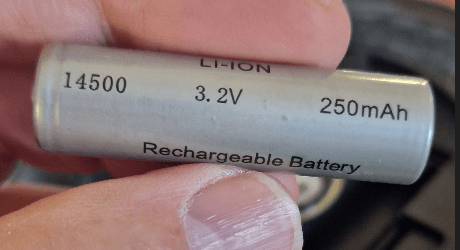 LI-ION
14500 3.2V 250mAh
Rechargeable Battery